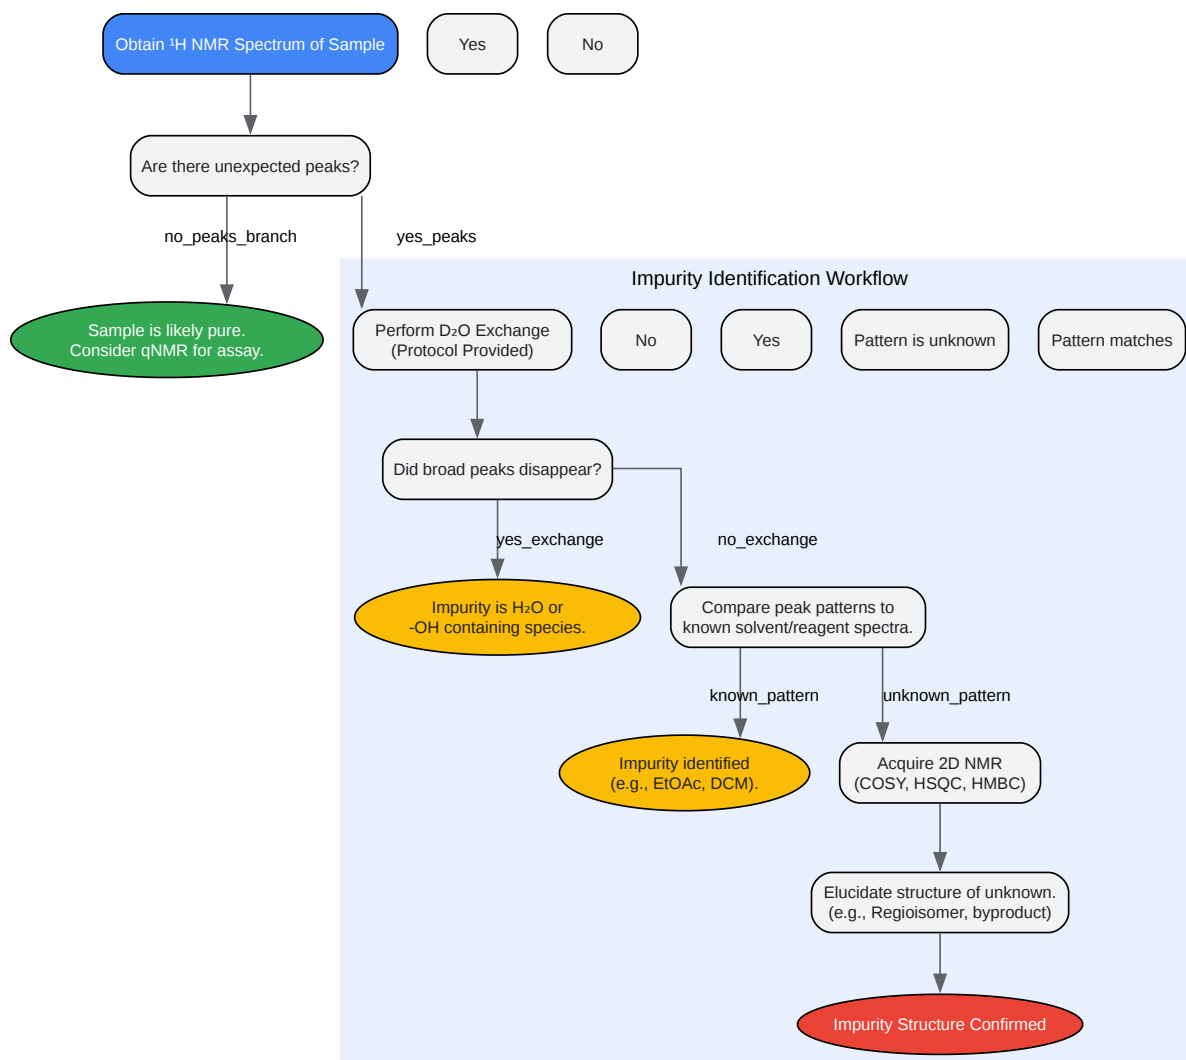 Obtain ¹H NMR Spectrum of Sample
Yes
No
Are there unexpected peaks?
no_peaks_branch
yes_peaks
Impurity Identification Workflow
Sample is likely pure.
Consider qNMR for assay.
Perform D₂O Exchange
(Protocol Provided)
No
Yes
Pattern is unknown
Pattern matches
Did broad peaks disappear?
yes_exchange
no_exchange
Impurity is H₂O or
-OH containing species.
Compare peak patterns to
known solvent/reagent spectra.
known_pattern
unknown_pattern
Impurity identified
(e.g., EtOAc, DCM).
Acquire 2D NMR
(COSY, HSQC, HMBC)
Elucidate structure of unknown.
(e.g., Regioisomer, byproduct)
Impurity Structure Confirmed